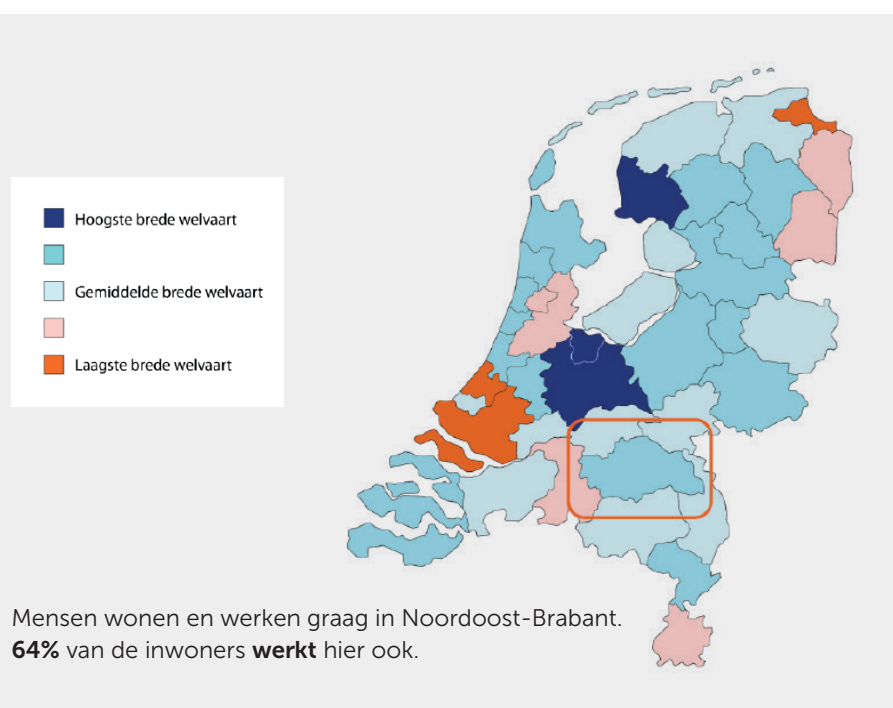 Hoogste brede welvaart
Gemiddelde brede welvaart
Laagste brede welvaart
Mensen wonen en werken graag in Noordoost-Brabant.
64% van de inwoners werkt hier ook.